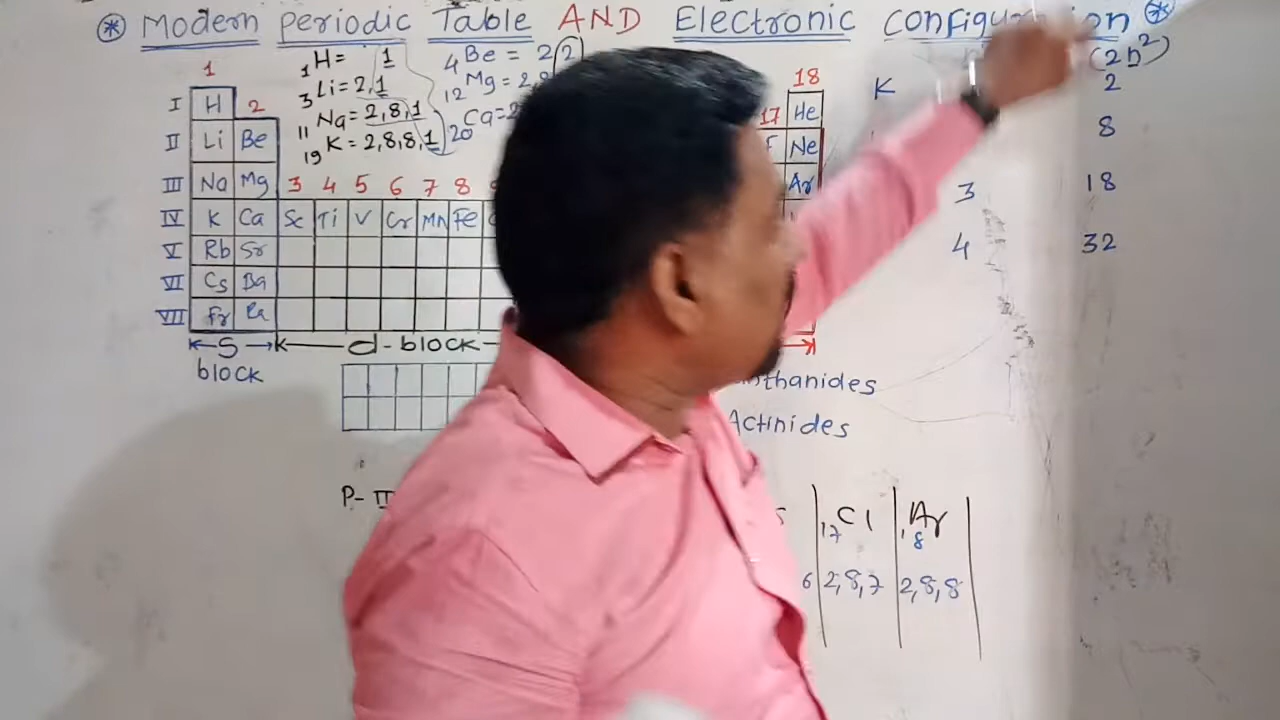 Modern periodic Table AND Electronic
1
I H 2
II Li Be
III Na Mg 3 4 5 6 7 8
IV K Ca Sc Ti V Cr MN Fe
V Rb Sr
VI Cs Ba
VII Fr Ra
S block
d-block
1H= 1
3Li=2,1
11Na=2,8,1
19K=2,8,8,1
4Be = 2 2
12Mg=2,8
20Ca=2
18
17 He
F Ne
Ar
(2n²)
K 2
8
3 18
4 32
Actinides
P-II
6
17Cl
2,8,7
18Ar
2,8,8